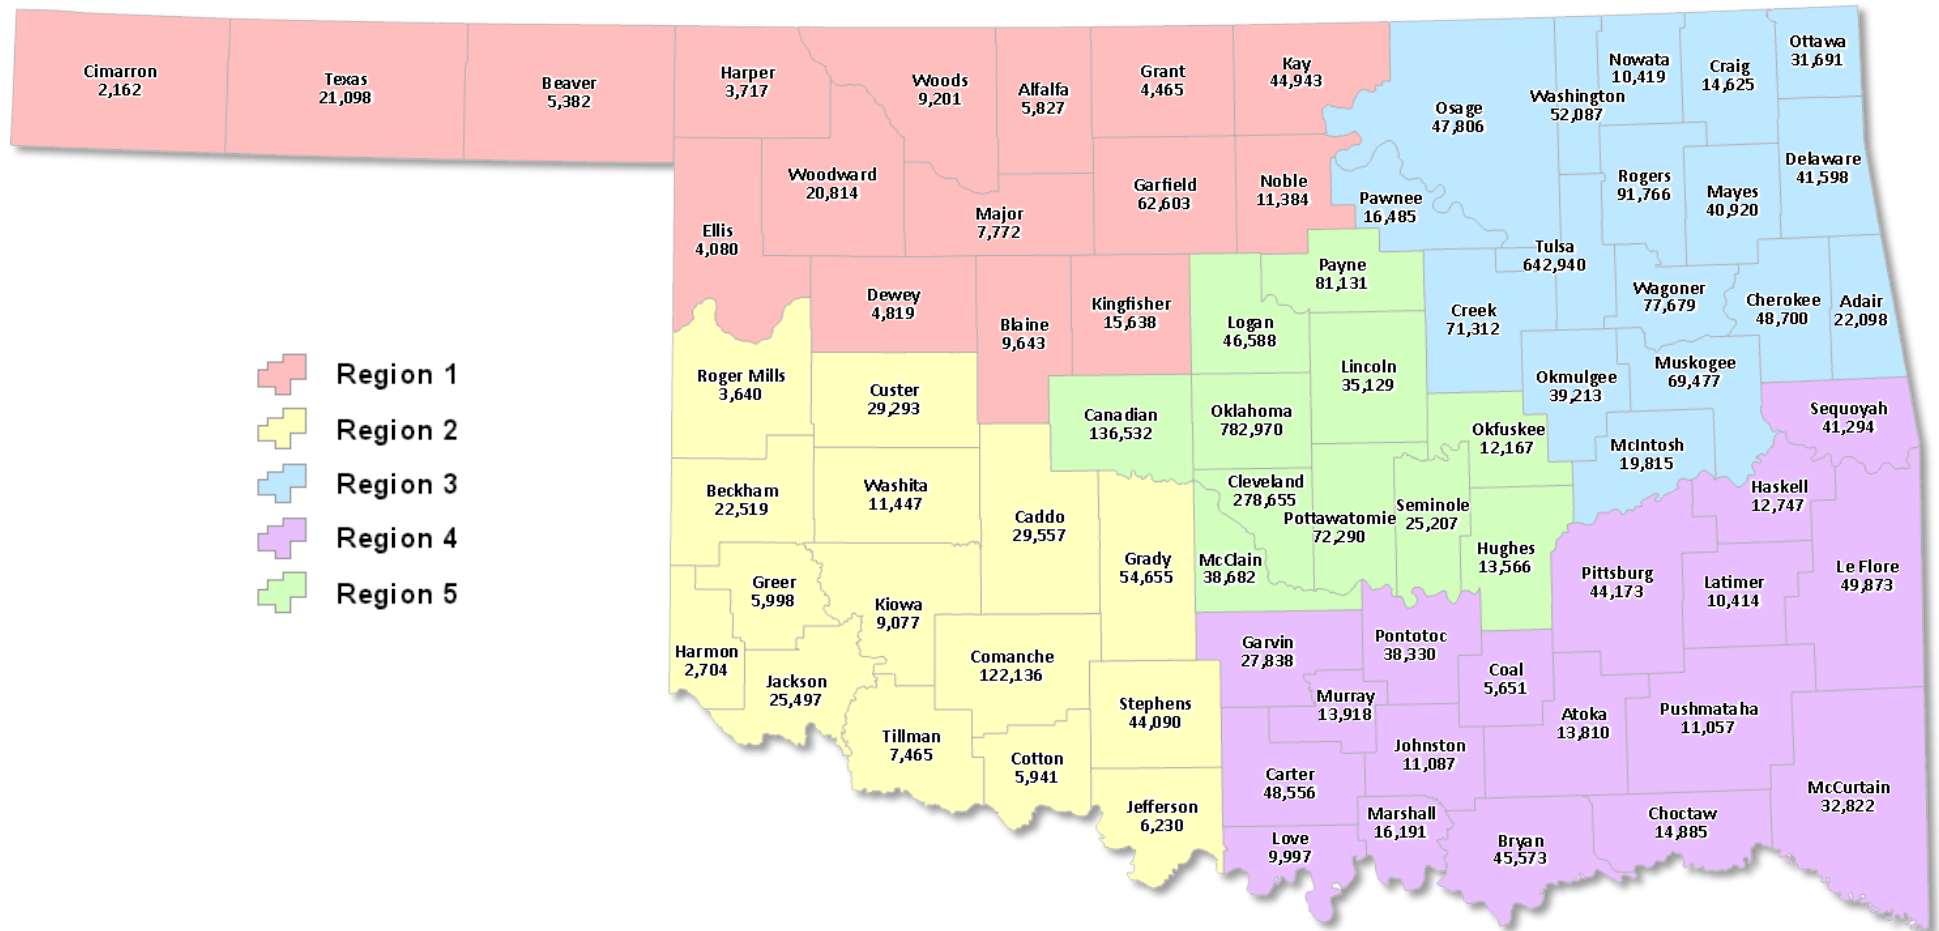 Cimarron
2,162
Texas
21,098
Beaver
5,382
Harper
3,717
Woods
9,201
Alfalfa
5,827
Grant
4,465
Kay
44,943
Osage
47,806
Washington
52,087
Nowata
10,419
Craig
14,625
Ottawa
31,691
Ellis
4,080
Woodward
20,814
Major
7,772
Garfield
62,603
Noble
11,384
Pawnee
16,485
Rogers
91,766
Mayes
40,920
Delaware
41,598
Dewey
4,819
Blaine
9,643
Kingfisher
15,638
Logan
46,588
Payne
81,131
Creek
71,312
Tulsa
642,940
Wagoner
77,679
Cherokee
48,700
Adair
22,098
Roger Mills
3,640
Custer
29,293
Canadian
136,532
Oklahoma
782,970
Lincoln
35,129
Okmulgee
39,213
Muskogee
69,477
Sequoyah
41,294
Okfuskee
12,167
McIntosh
19,815
Beckham
22,519
Washita
11,447
Caddo
29,557
Grady
54,655
Cleveland
278,655
McClain
38,682
Pottawatomie
72,290
Seminole
25,207
Hughes
13,566
Haskell
12,747
Pittsburg
44,173
Latimer
10,414
Le Flore
49,873
Greer
5,998
Kiowa
9,077
Harmon
2,704
Jackson
25,497
Comanche
122,136
Stephens
44,090
Garvin
27,838
Pontotoc
38,330
Coal
5,651
Murray
13,918
Atoka
13,810
Pushmataha
11,057
Tillman
7,465
Cotton
5,941
Jefferson
6,230
Carter
48,556
Johnston
11,087
Love
9,997
Marshall
16,191
Bryan
45,573
Choctaw
14,885
McCurtain
32,822
Region 1
Region 2
Region 3
Region 4
Region 5